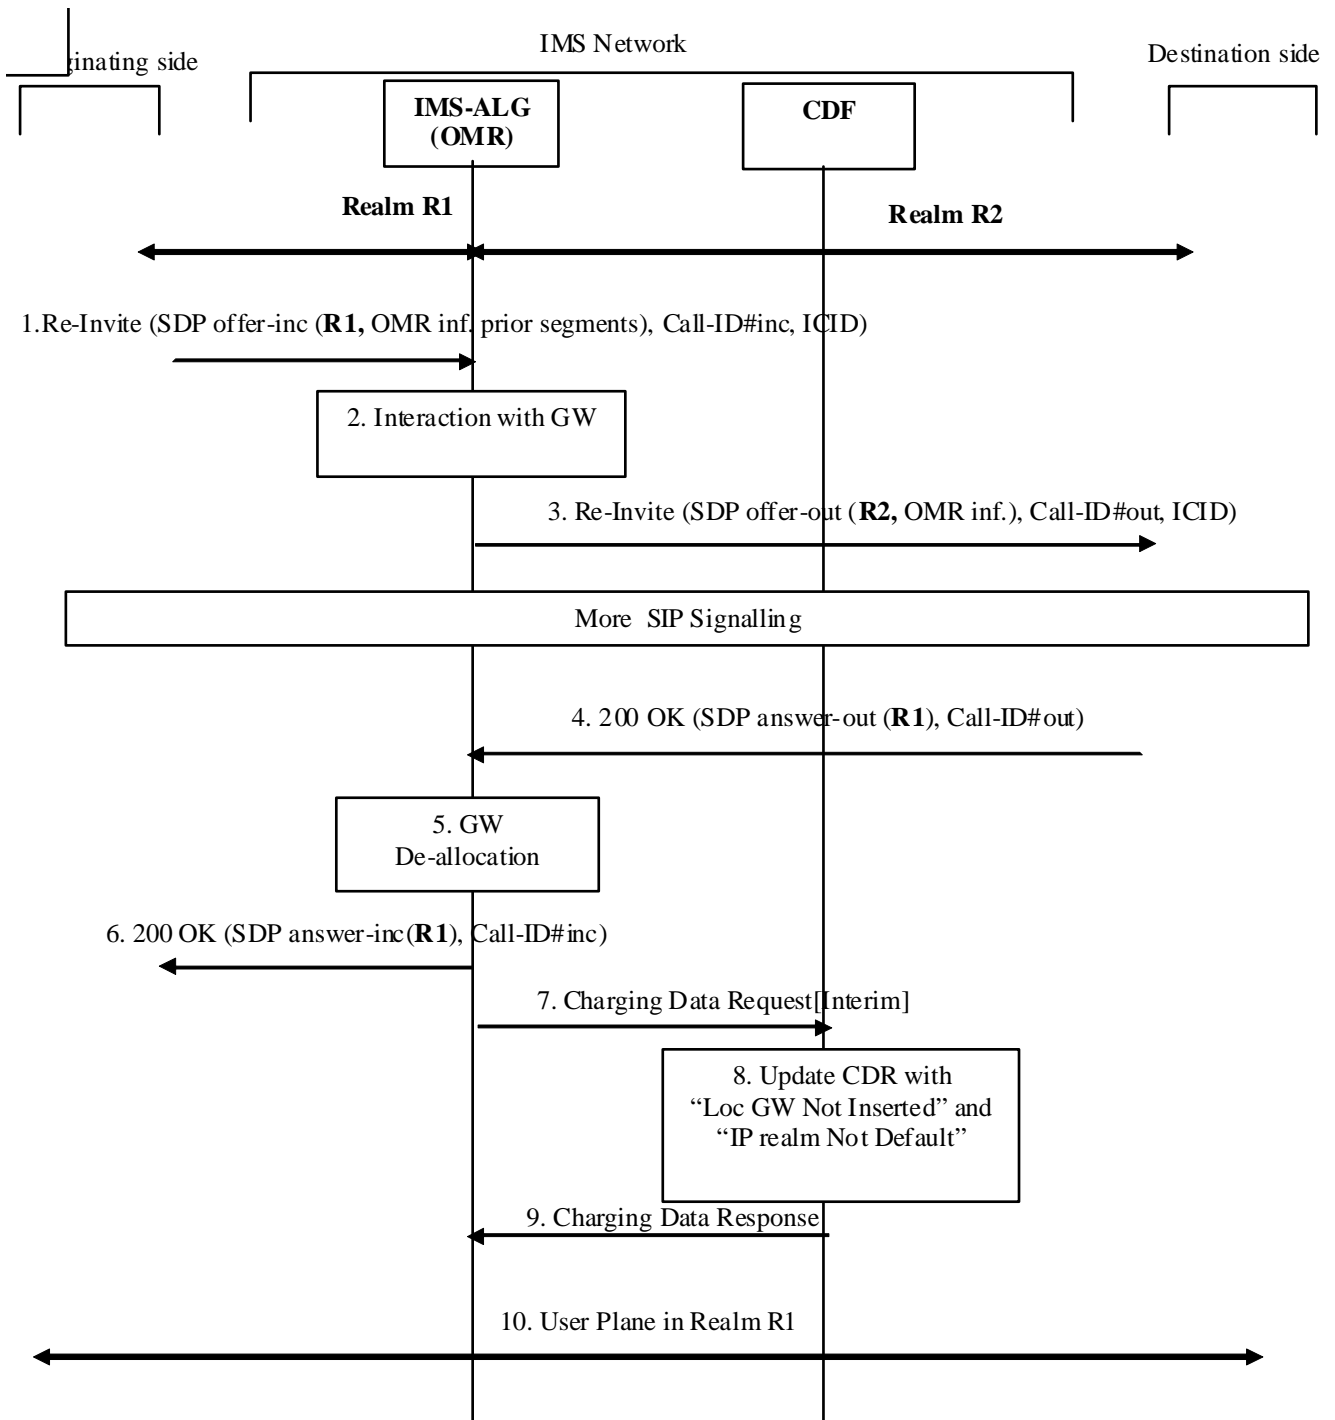 IMS Network
ginating side
Destination side
IMS-ALG
(OMR)
CDF
Realm R1
Realm R2
1.Re-Invite (SDP offer-inc (R1, OMR inf. prior segments), Call-ID#inc, ICID)
2. Interaction with GW
3. Re-Invite (SDP offer-out (R2, OMR inf.), Call-ID#out, ICID)
More SIP Signalling
4. 200 OK (SDP answer-out (R1), Call-ID#out)
5. GW
De-allocation
6. 200 OK (SDP answer-inc(R1), Call-ID#inc)
7. Charging Data Request[Interim]
8. Update CDR with
“Loc GW Not Inserted” and
“IP realm Not Default”
9. Charging Data Response
10. User Plane in Realm R1